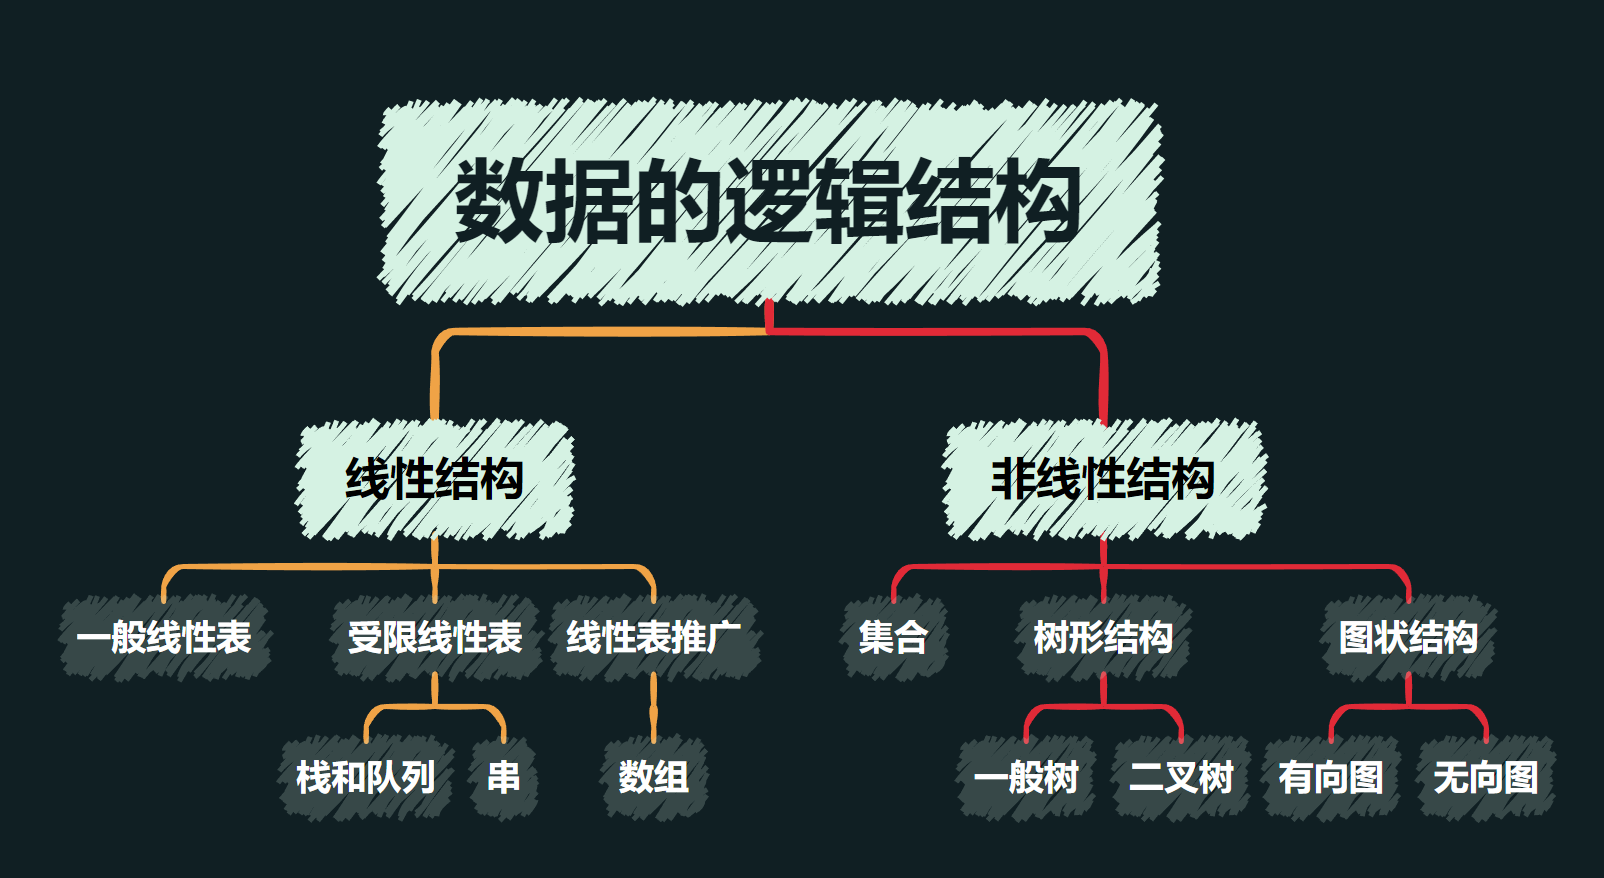 数据的逻辑结构
线性结构
非线性结构
一般线性表
受限线性表
线性表推广
集合
树形结构
图状结构
栈和队列
串
数组
一般树
二叉树
有向图
无向图